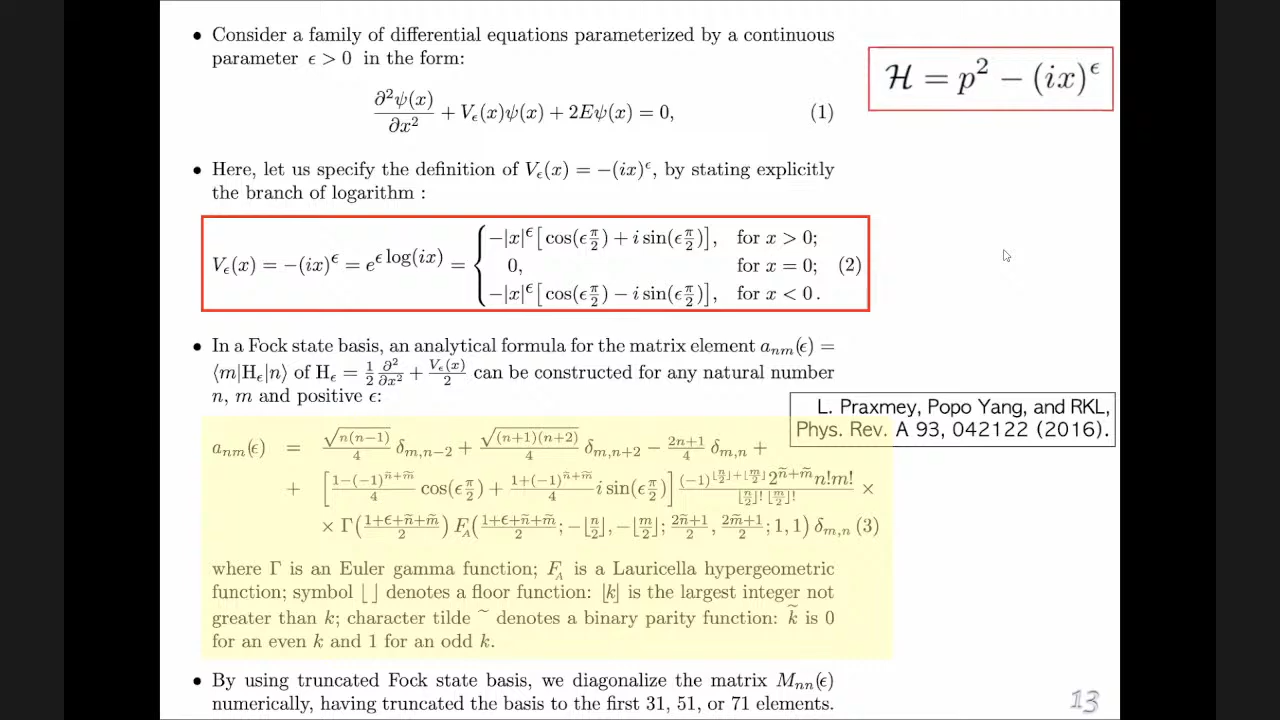 • Consider a family of differential equations parameterized by a continuous
parameter ϵ > 0 in the form:
∂²ψ(x)/∂x² + V_ϵ(x)ψ(x) + 2Eψ(x) = 0, (1)
ℋ = p² − (ix)^ϵ
• Here, let us specify the definition of V_ϵ(x) = −(ix)^ϵ, by stating explicitly
the branch of logarithm :
V_ϵ(x) = −(ix)^ϵ = e^{ϵ log(ix)} = { −|x|^ϵ[cos(ϵπ/2) + i sin(ϵπ/2)], for x > 0;
0, for x = 0; (2)
−|x|^ϵ[cos(ϵπ/2) − i sin(ϵπ/2)], for x < 0.
• In a Fock state basis, an analytical formula for the matrix element a_{nm}(ϵ) =
⟨m|H_ϵ|n⟩ of H_ϵ = 1/2 ∂²/∂x² + V_ϵ(x)/2 can be constructed for any natural number
n, m and positive ϵ:
L. Praxmey, Popo Yang, and RKL,
Phys. Rev. A 93, 042122 (2016).
a_{nm}(ϵ) = √(n(n−1))/4 δ_{m,n−2} + √((n+1)(n+2))/4 δ_{m,n+2} − (2n+1)/4 δ_{m,n} +
+ [(1−(−1)^{ñ+m̃})/4 cos(ϵπ/2) + (1+(−1)^{ñ+m̃})/4 i sin(ϵπ/2)] (−1)^{⌊n/2⌋+⌊m/2⌋} 2^{ñ+m̃} n!m!/(⌊n/2⌋!⌊m/2⌋!) ×
× Γ((1+ϵ+ñ+m̃)/2) F_A((1+ϵ+ñ+m̃)/2; −⌊n/2⌋, −⌊m/2⌋; (2ñ+1)/2, (2m̃+1)/2; 1, 1) δ_{m,n} (3)
where Γ is an Euler gamma function; F_A is a Lauricella hypergeometric
function; symbol ⌊ ⌋ denotes a floor function: ⌊k⌋ is the largest integer not
greater than k; character tilde ~ denotes a binary parity function: k̃ is 0
for an even k and 1 for an odd k.
• By using truncated Fock state basis, we diagonalize the matrix M_{nn}(ϵ)
numerically, having truncated the basis to the first 31, 51, or 71 elements.
13